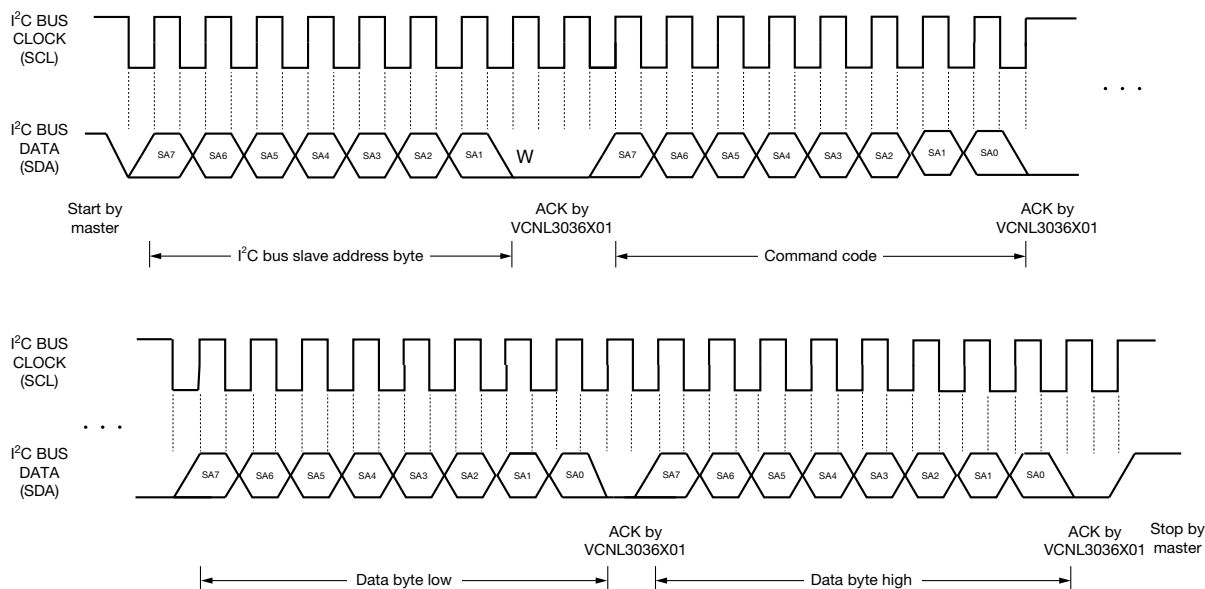 I²C BUS
CLOCK
(SCL)
. . .
I²C BUS
DATA
(SDA)
SA7 SA6 SA5 SA4 SA3 SA2 SA1 W SA7 SA6 SA5 SA4 SA3 SA2 SA1 SA0
Start by
master
ACK by
VCNL3036X01
ACK by
VCNL3036X01
I²C bus slave address byte
Command code
I²C BUS
CLOCK
(SCL)
. . .
I²C BUS
DATA
(SDA)
SA7 SA6 SA5 SA4 SA3 SA2 SA1 SA0 SA7 SA6 SA5 SA4 SA3 SA2 SA1 SA0
ACK by
VCNL3036X01
ACK by
VCNL3036X01
Stop by
master
Data byte low
Data byte high